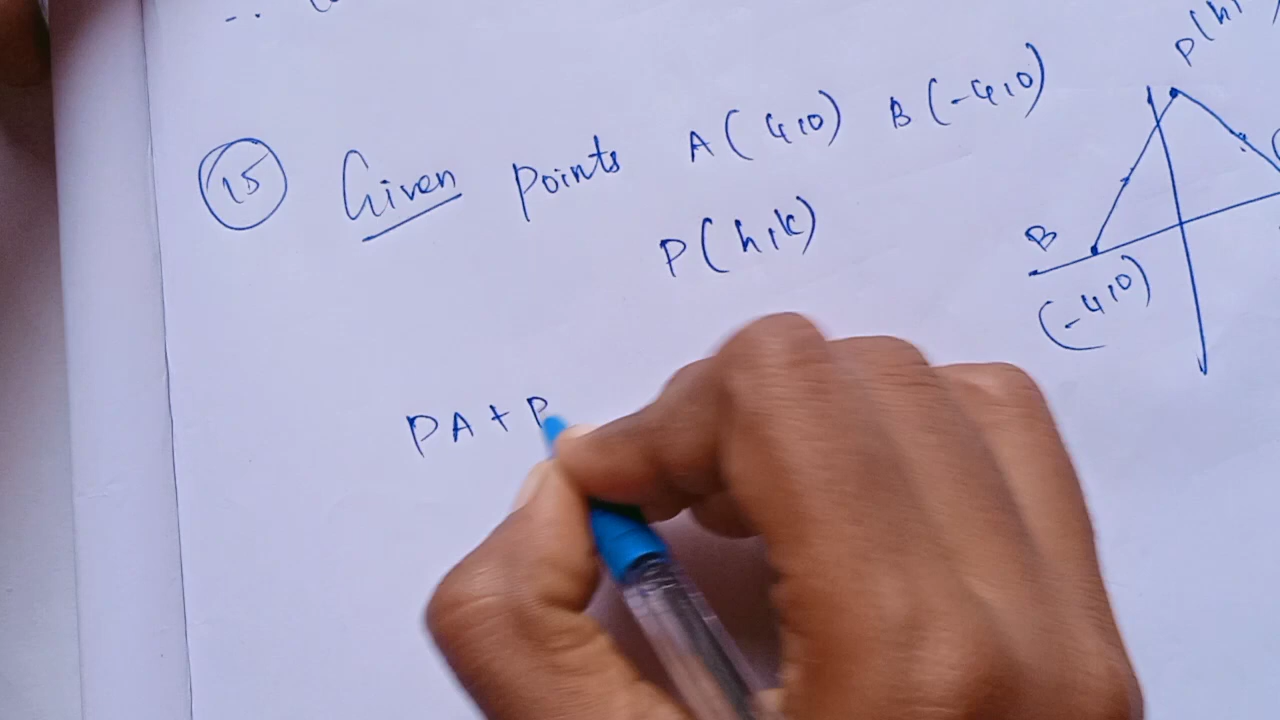 15 Given points A(4,0) B(-4,0)
P(h,k)
P(h,
B
(-4,0)
PA + P